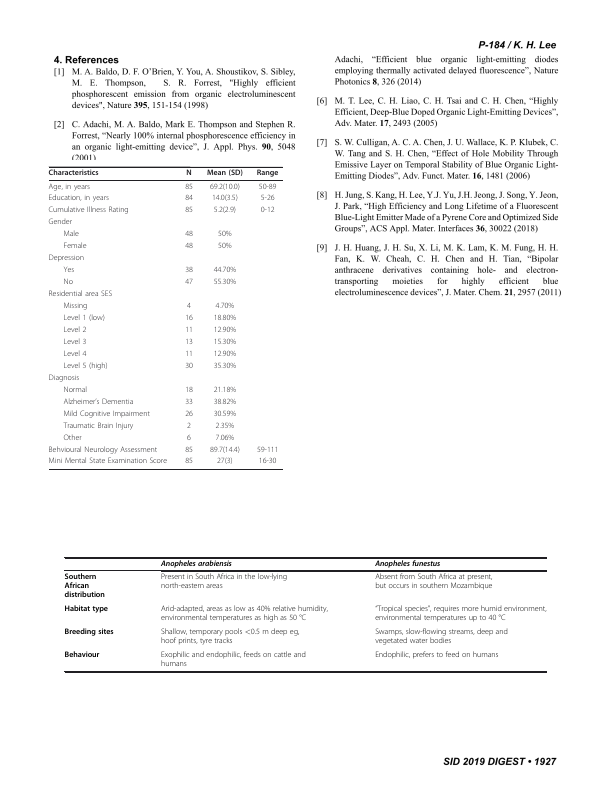 P-184 / K. H. Lee
4. References
[1] M. A. Baldo, D. F. O'Brien, Y. You, A. Shoustikov, S. Sibley,
M. E. Thompson, S. R. Forrest, "Highly efficient
phosphorescent emission from organic electroluminescent
devices", Nature 395, 151-154 (1998)
[2] C. Adachi, M. A. Baldo, Mark E. Thompson and Stephen R.
Forrest, “Nearly 100% internal phosphorescence efficiency in
an organic light-emitting device”, J. Appl. Phys. 90, 5048
(2001)
Characteristics N Mean (SD) Range
Age, in years 85 69.2(10.0) 50-89
Education, in years 84 14.0(3.5) 5-26
Cumulative Illness Rating 85 5.2(2.9) 0-12
Gender
Male 48 50%
Female 48 50%
Depression
Yes 38 44.70%
No 47 55.30%
Residential area SES
Missing 4 4.70%
Level 1 (low) 16 18.80%
Level 2 11 12.90%
Level 3 13 15.30%
Level 4 11 12.90%
Level 5 (high) 30 35.30%
Diagnosis
Normal 18 21.18%
Alzheimer's Dementia 33 38.82%
Mild Cognitive Impairment 26 30.59%
Traumatic Brain Injury 2 2.35%
Other 6 7.06%
Behvioural Neurology Assessment 85 89.7(14.4) 59-111
Mini Mental State Examination Score 85 27(3) 16-30
Adachi, “Efficient blue organic light-emitting diodes
employing thermally activated delayed fluorescence”, Nature
Photonics 8, 326 (2014)
[6] M. T. Lee, C. H. Liao, C. H. Tsai and C. H. Chen, “Highly
Efficient, Deep-Blue Doped Organic Light-Emitting Devices”,
Adv. Mater. 17, 2493 (2005)
[7] S. W. Culligan, A. C. A. Chen, J. U. Wallace, K. P. Klubek, C.
W. Tang and S. H. Chen, “Effect of Hole Mobility Through
Emissive Layer on Temporal Stability of Blue Organic Light-
Emitting Diodes”, Adv. Funct. Mater. 16, 1481 (2006)
[8] H. Jung, S. Kang, H. Lee, Y.J. Yu, J.H. Jeong, J. Song, Y. Jeon,
J. Park, “High Efficiency and Long Lifetime of a Fluorescent
Blue-Light Emitter Made of a Pyrene Core and Optimized Side
Groups”, ACS Appl. Mater. Interfaces 36, 30022 (2018)
[9] J. H. Huang, J. H. Su, X. Li, M. K. Lam, K. M. Fung, H. H.
Fan, K. W. Cheah, C. H. Chen and H. Tian, “Bipolar
anthracene derivatives containing hole- and electron-
transporting moieties for highly efficient blue
electroluminescence devices”, J. Mater. Chem. 21, 2957 (2011)
Anopheles arabiensis Anopheles funestus
Southern Present in South Africa in the low-lying Absent from South Africa at present,
African north-eastern areas but occurs in southern Mozambique
distribution
Habitat type Arid-adapted, areas as low as 40% relative humidity, "Tropical species", requires more humid environment,
environmental temperatures as high as 50 °C environmental temperatures up to 40 °C
Breeding sites Shallow, temporary pools <0.5 m deep eg, Swamps, slow-flowing streams, deep and
hoof prints, tyre tracks vegetated water bodies
Behaviour Exophilic and endophilic, feeds on cattle and Endophilic, prefers to feed on humans
humans
SID 2019 DIGEST • 1927